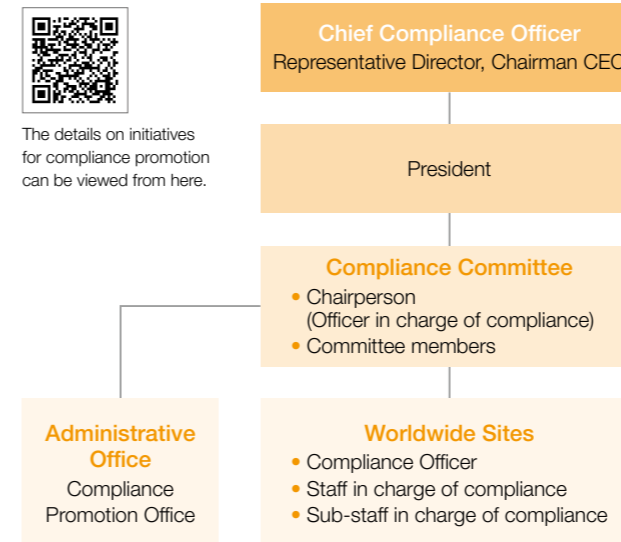 The details on initiatives
for compliance promotion
can be viewed from here.
Chief Compliance Officer
Representative Director, Chairman CEO
President
Compliance Committee
• Chairperson
(Officer in charge of compliance)
• Committee members
Administrative
Office
Compliance
Promotion Office
Worldwide Sites
• Compliance Officer
• Staff in charge of compliance
• Sub-staff in charge of compliance